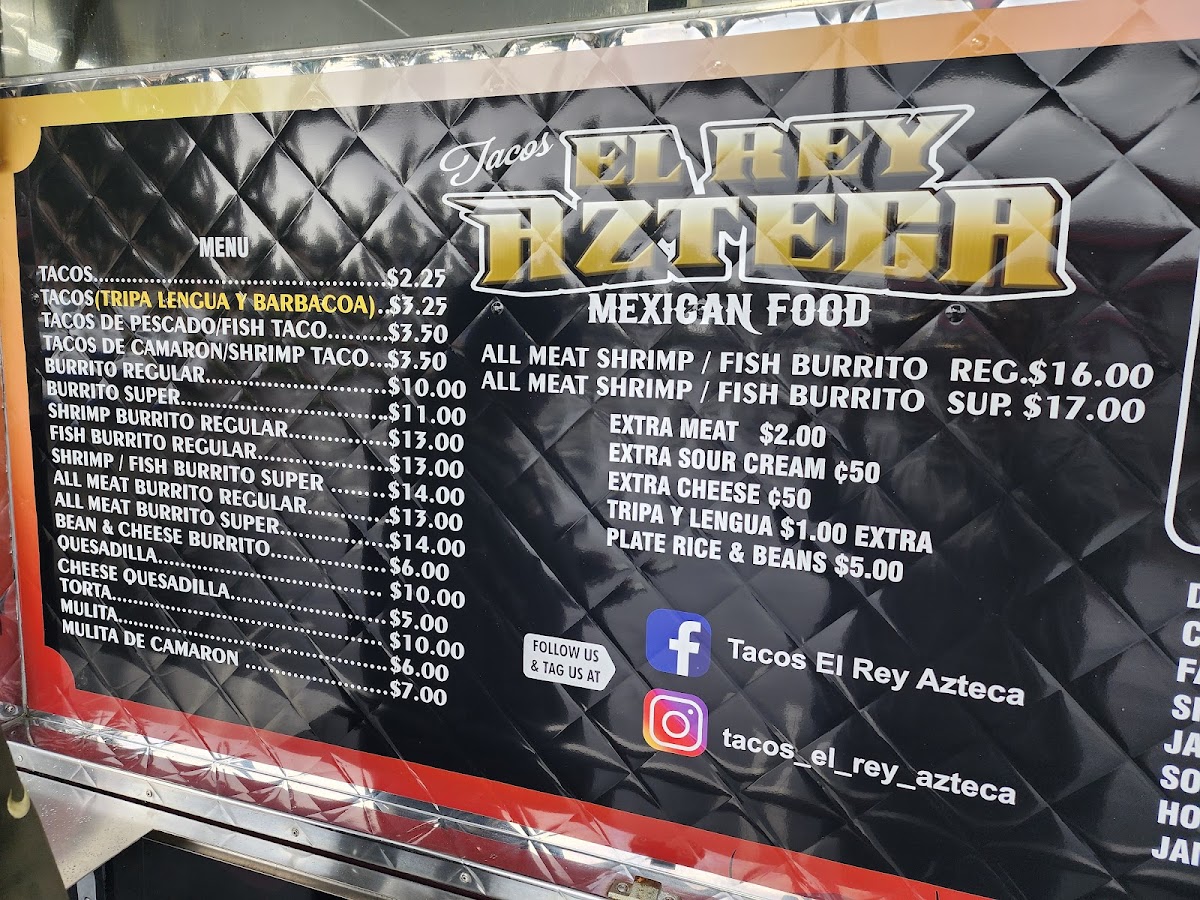 Tacos
EL REY
AZTECA
MEXICAN FOOD
MENU
TACOS..........$2.25
TACOS(TRIPA LENGUA Y BARBACOA)..$3.25
TACOS DE PESCADO/FISH TACO.........$3.50
TACOS DE CAMARON/SHRIMP TACO...$3.50
BURRITO REGULAR..........$10.00
BURRITO SUPER..........$11.00
SHRIMP BURRITO REGULAR..........$13.00
FISH BURRITO REGULAR..........$13.00
SHRIMP / FISH BURRITO SUPER ........$14.00
ALL MEAT BURRITO REGULAR..........$13.00
ALL MEAT BURRITO SUPER..........$14.00
BEAN & CHEESE BURRITO..........$6.00
QUESADILLA..........$10.00
CHEESE QUESADILLA..........$5.00
TORTA..........$10.00
MULITA..........$6.00
MULITA DE CAMARON ..........$7.00
ALL MEAT SHRIMP / FISH BURRITO REG.$16.00
ALL MEAT SHRIMP / FISH BURRITO SUP. $17.00
EXTRA MEAT $2.00
EXTRA SOUR CREAM ¢50
EXTRA CHEESE ¢50
TRIPA Y LENGUA $1.00 EXTRA
PLATE RICE & BEANS $5.00
FOLLOW US
& TAG US AT
f Tacos El Rey Azteca
tacos_el_rey_azteca